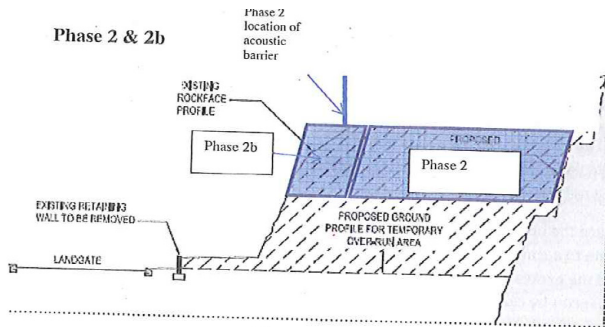 Phase 2 & 2b
Phase 2
location of
acoustic
barrier
EXISTING
ROCKFACE
PROFILE
Phase 2b
PROPOSED
Phase 2
EXISTING RETAINING
WALL TO BE REMOVED
PROPOSED GROUND
PROFILE FOR TEMPORARY
OVER-RUN AREA
LANDGATE